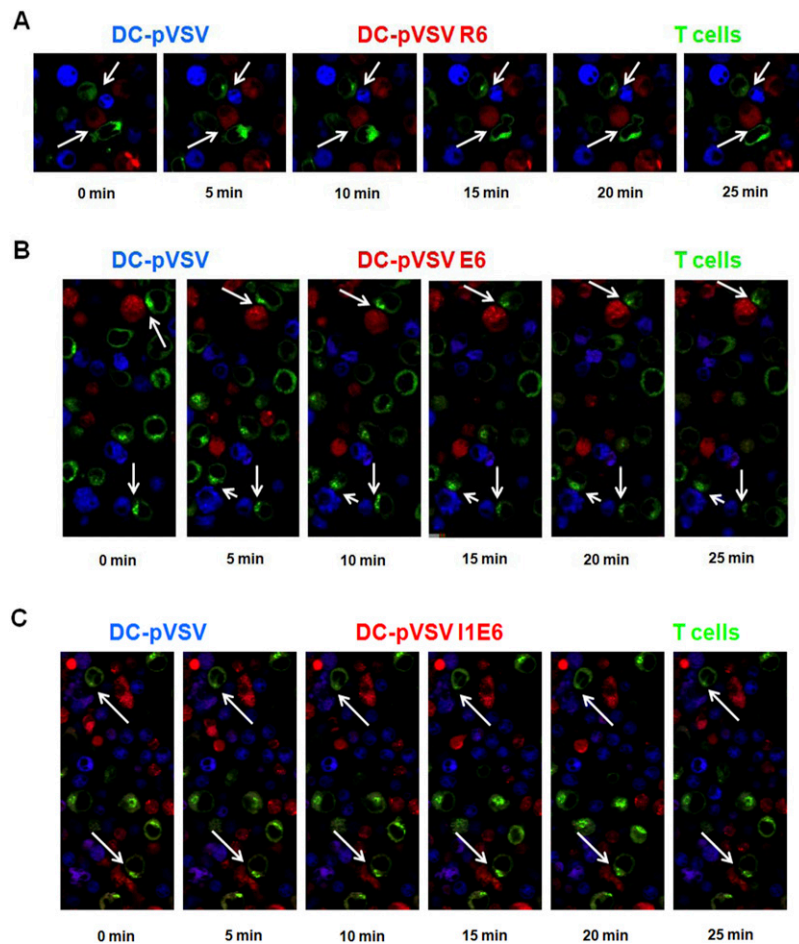 A
DC-pVSV DC-pVSV R6 T cells
0 min 5 min 10 min 15 min 20 min 25 min
B
DC-pVSV DC-pVSV E6 T cells
0 min 5 min 10 min 15 min 20 min 25 min
C
DC-pVSV DC-pVSV I1E6 T cells
0 min 5 min 10 min 15 min 20 min 25 min